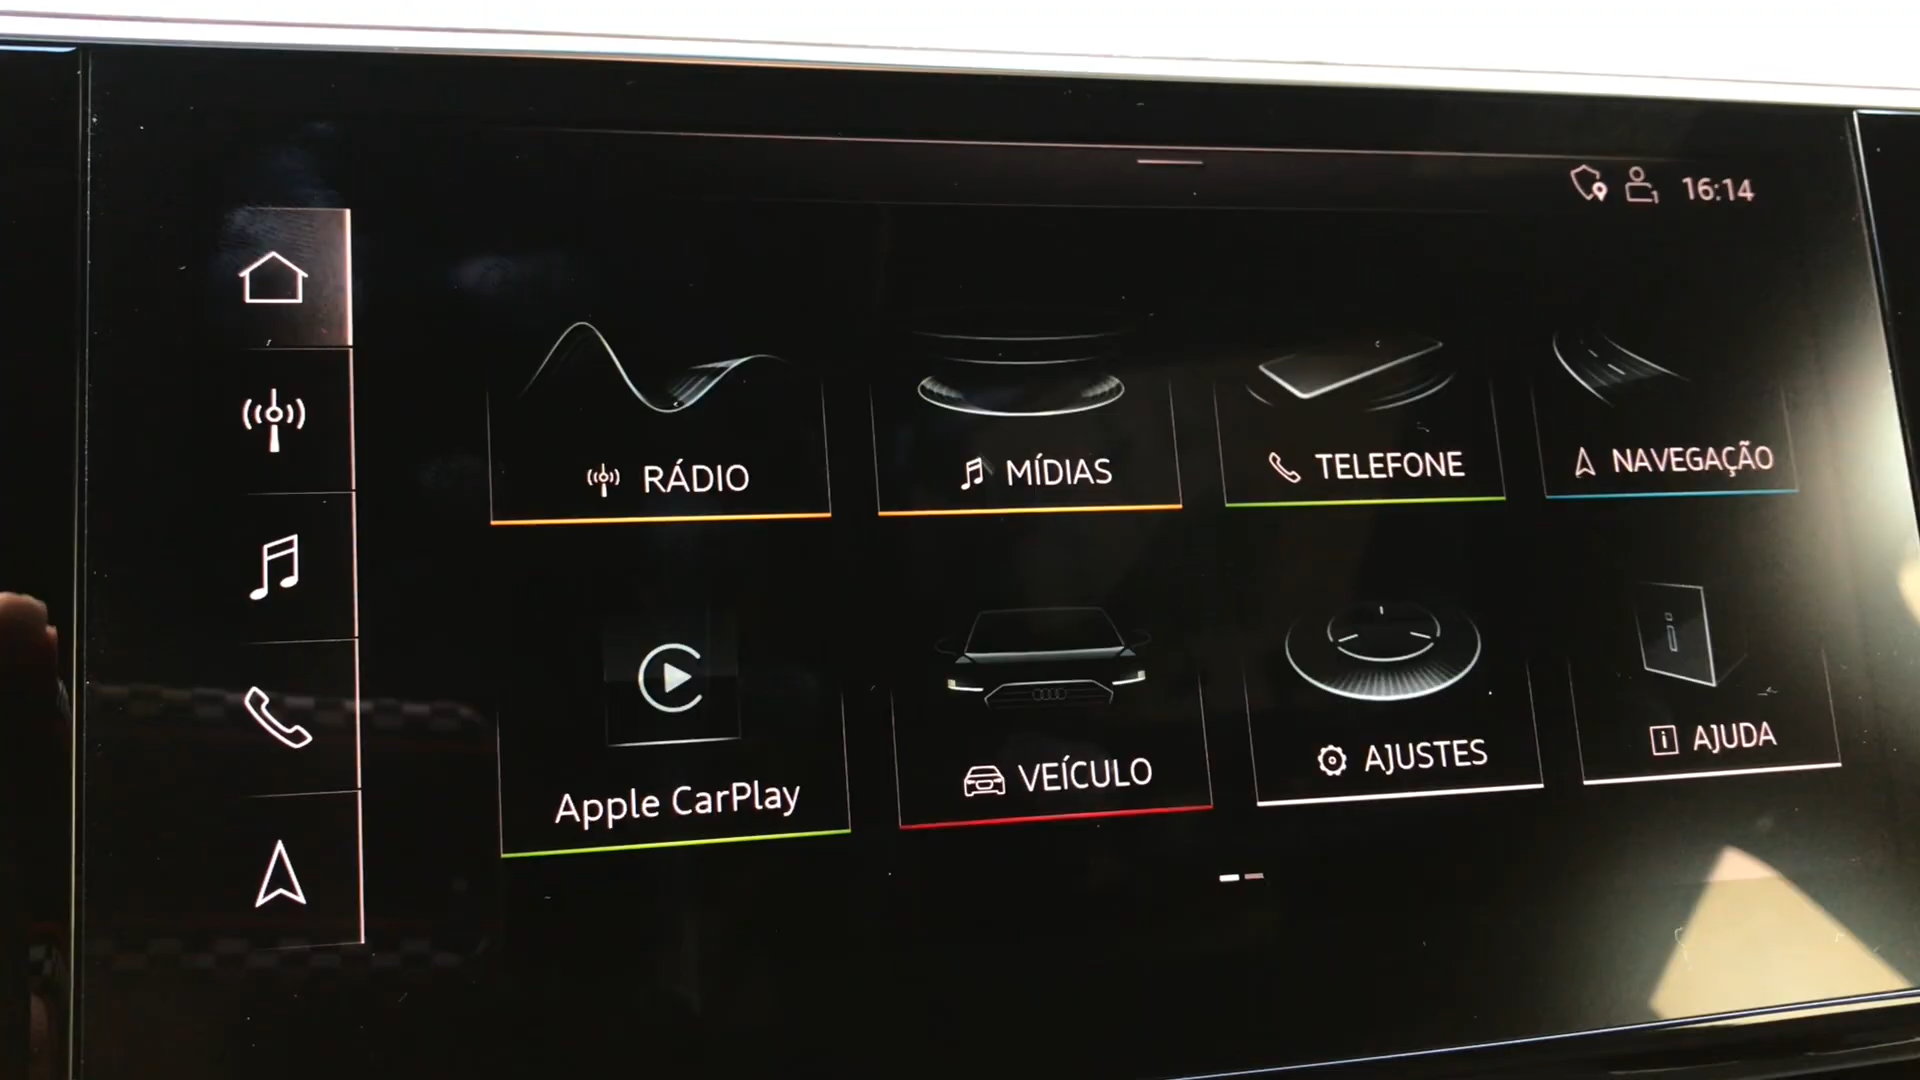 16:14
RÁDIO
MÍDIAS
TELEFONE
NAVEGAÇÃO
Apple CarPlay
VEÍCULO
AJUSTES
AJUDA